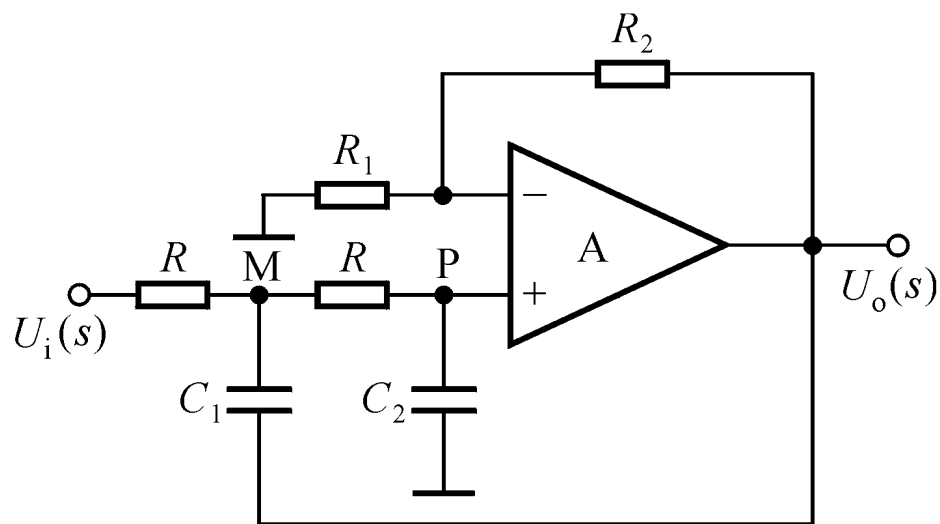 R₂
R₁
−
A
M
R
R
P
+
Uᵢ(s)
Uₒ(s)
C₁
C₂